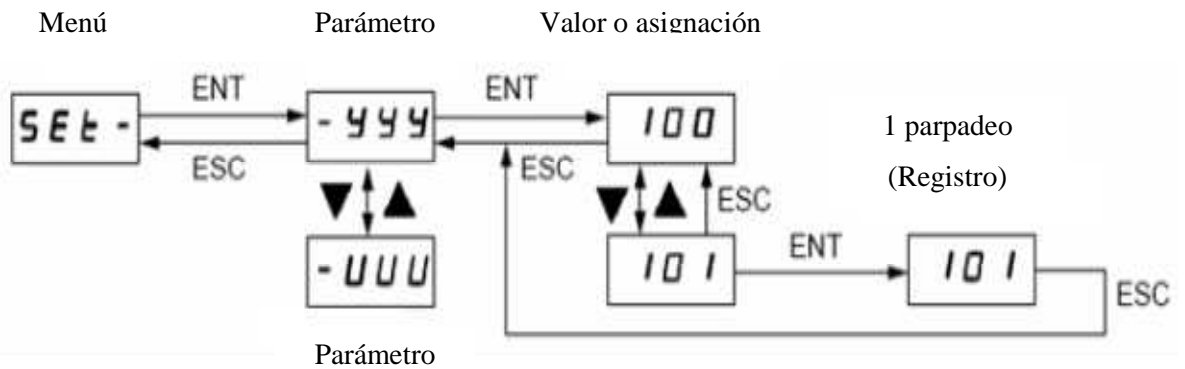 Menú Parámetro Valor o asignación
ENT ENT
SEt- -YYY 100 1 parpadeo
ESC ESC (Registro)
ESC
-UUU 101 ENT 101
ESC
Parámetro